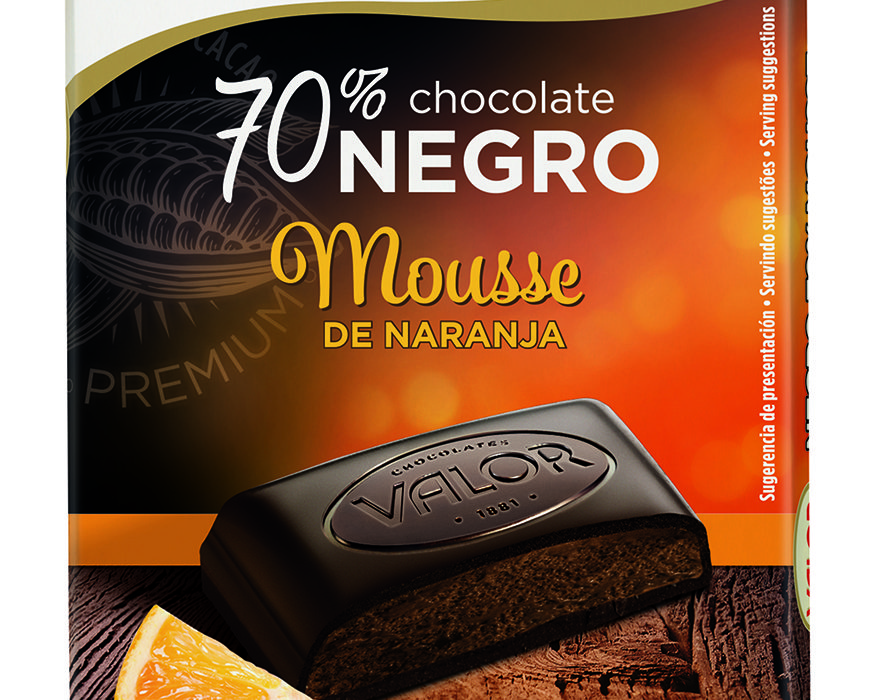 CACAO
70% chocolate
NEGRO
Mousse
DE NARANJA
PREMIUM
CHOCOLATES
VALOR
• 1881 •
Sugerencia de presentación • Servindo sugestões • Serving suggestions